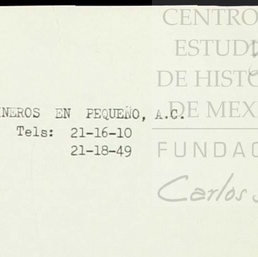 CENTRO
ESTUD
DE HISTO
DE MEX
FUNDAC
Carlos
NEROS EN PEQUEÑO, A.C.
Tels: 21-16-10
21-18-49